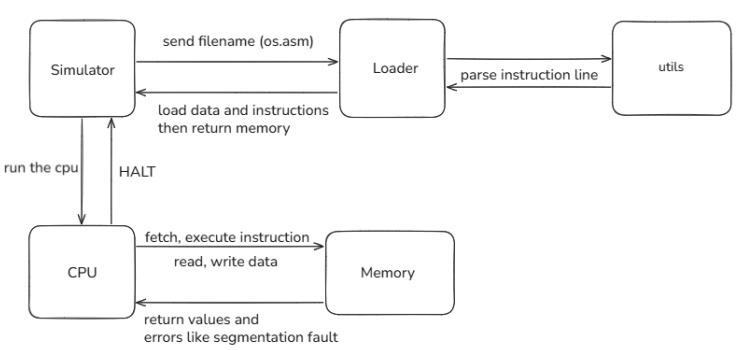 send filename (os.asm)
Simulator
Loader
utils
parse instruction line
load data and instructions
then return memory
run the cpu
HALT
fetch, execute instruction
read, write data
CPU
Memory
return values and
errors like segmentation fault